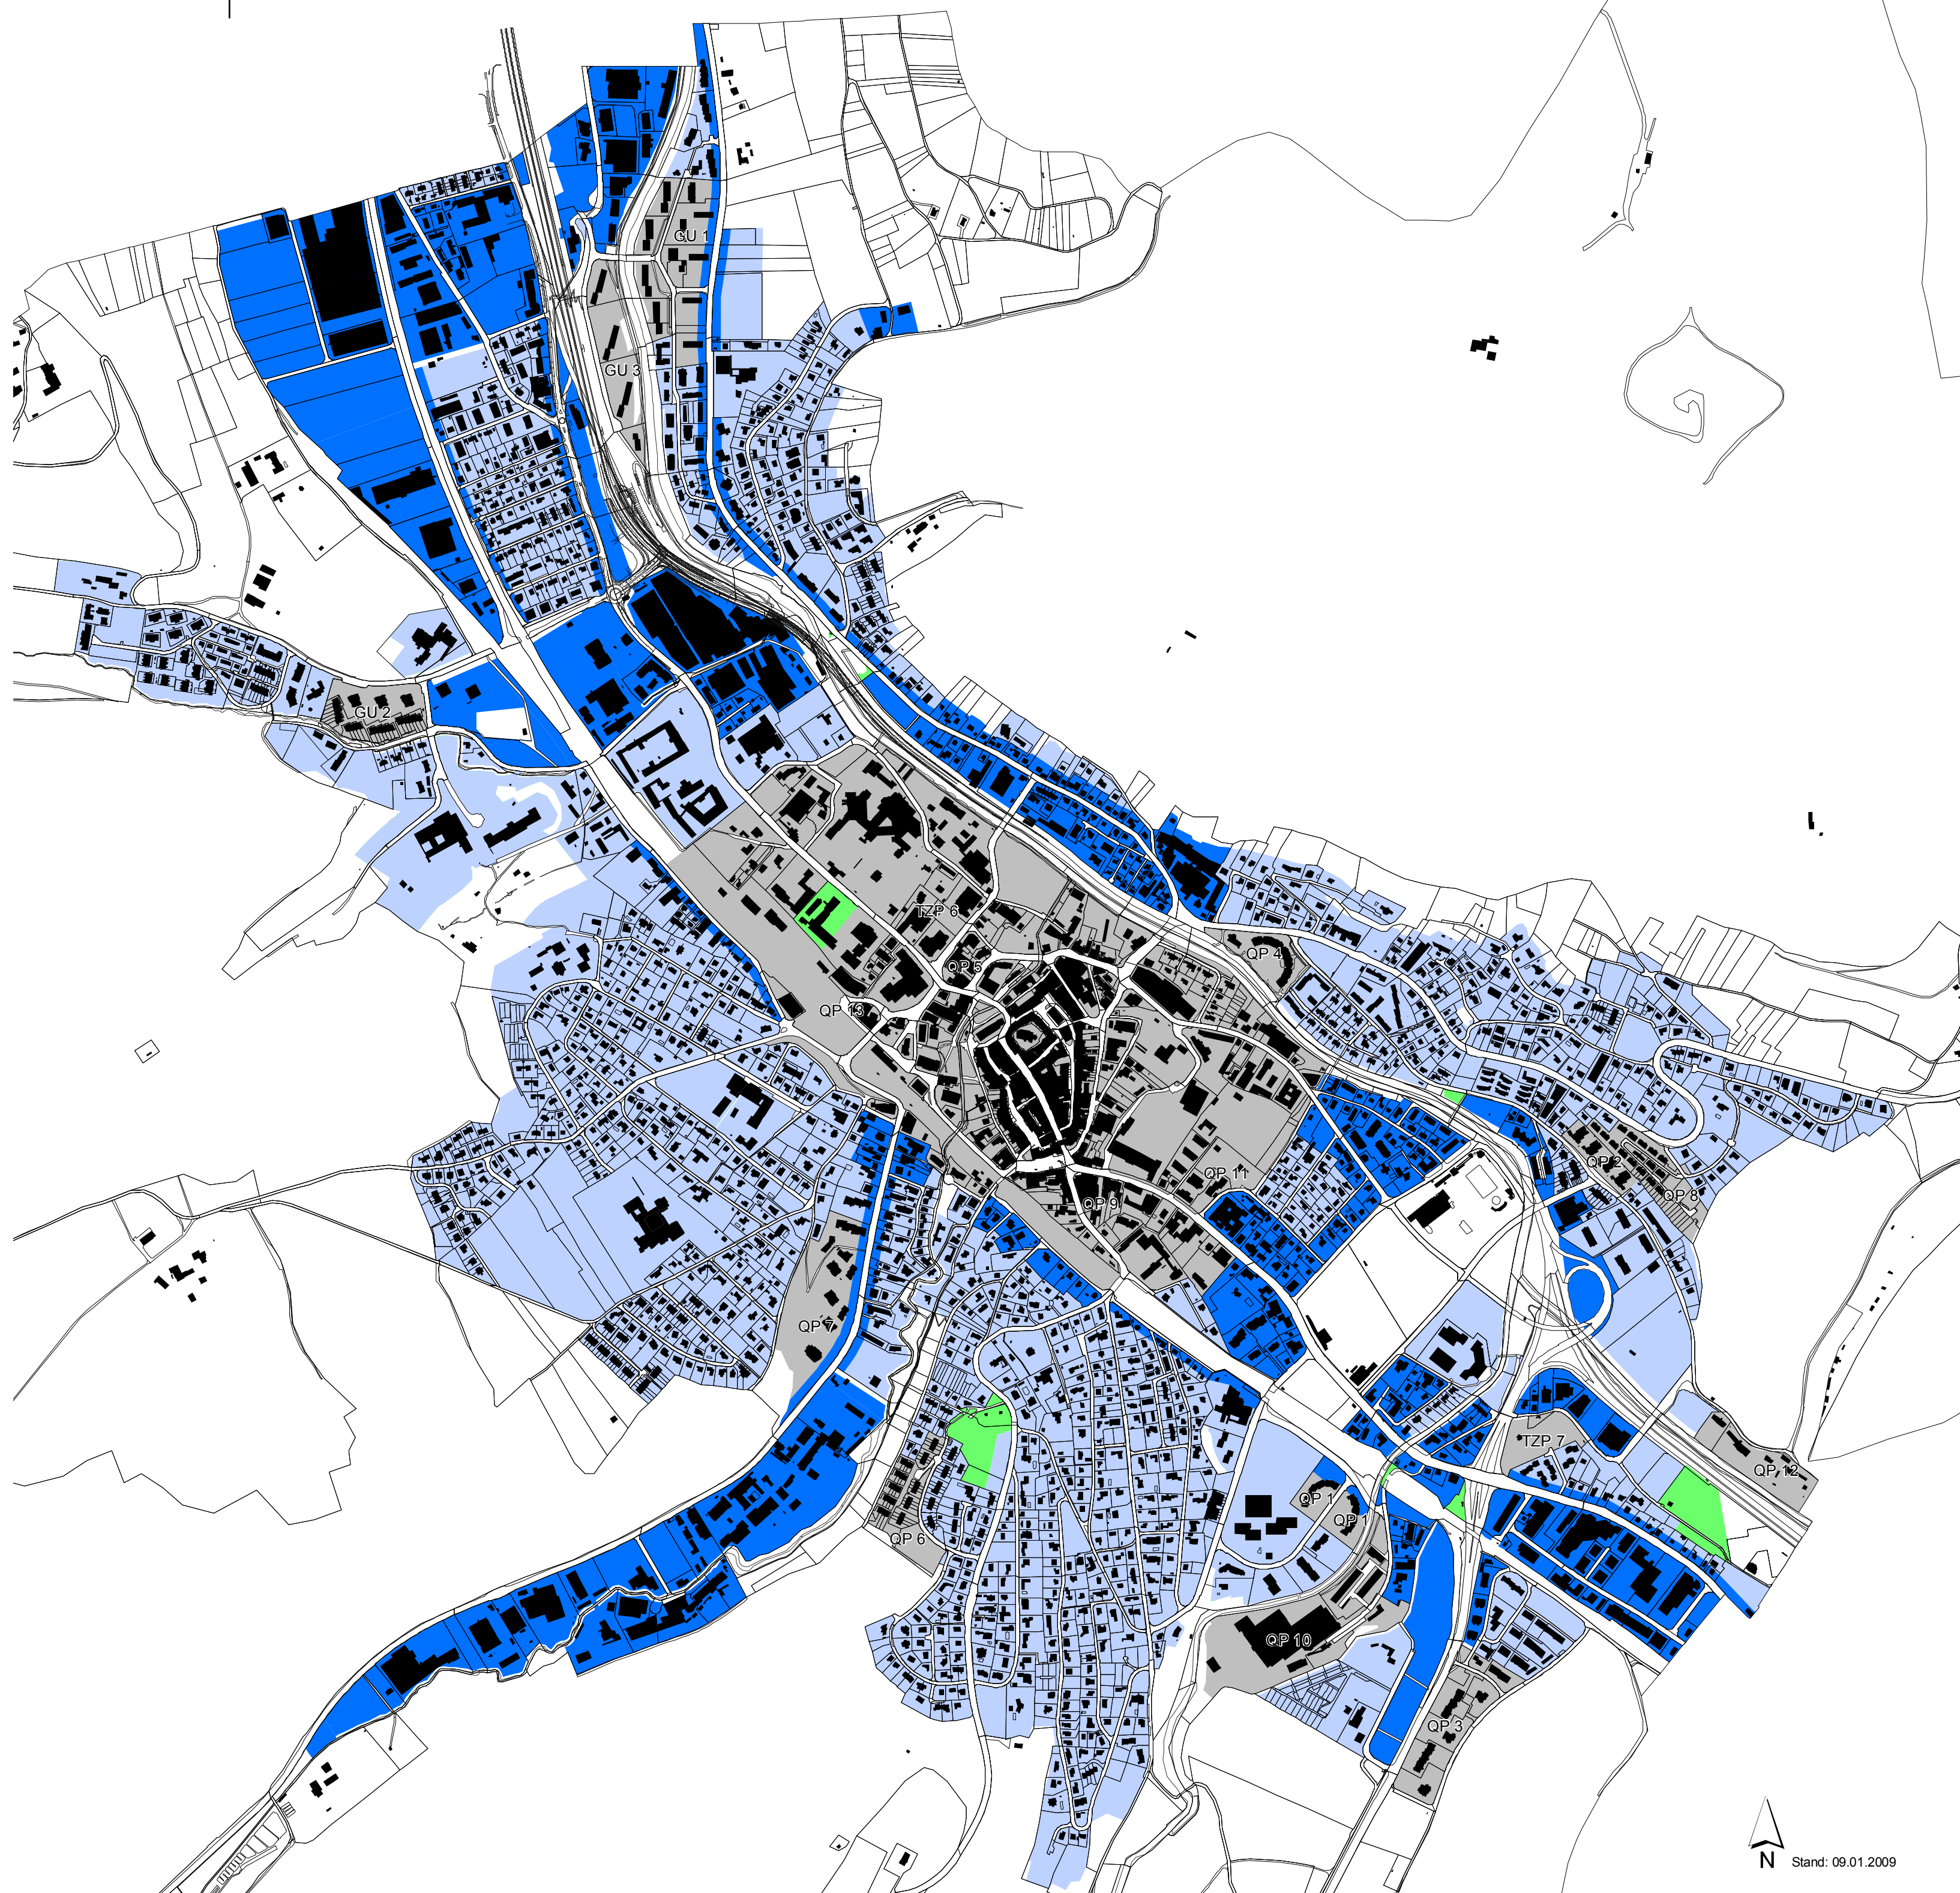 GU 1
GU 3
GU 2
TZP 6
QP 5
QP 4
QP 13
QP 2
QP 11
QP 8
QP 9
QP 7
TZP 7
QP 12
QP 1
QP 1
QP 6
QP 10
QP 3
N
Stand: 09.01.2009